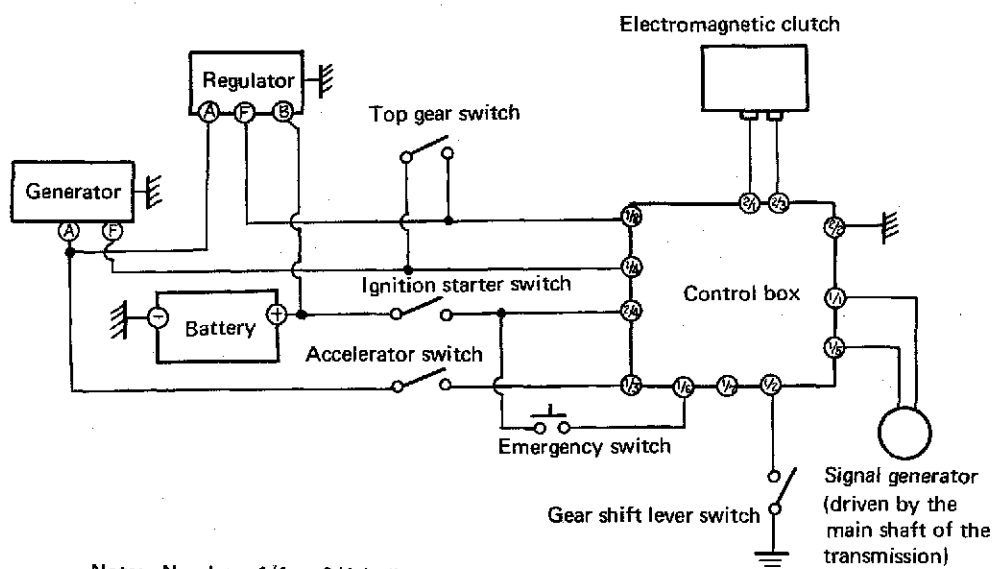 Electromagnetic clutch
Regulator
A F B
Top gear switch
Generator
A F
2/1 2/3
1/8
2/2
1/4
Ignition starter switch
Control box
1/1
− Battery +
2/4
Accelerator switch
1/5
1/3 1/6 1/7 1/2
Emergency switch
Signal generator
(driven by the
main shaft of the
transmission)
Gear shift lever switch
Note: Numbers